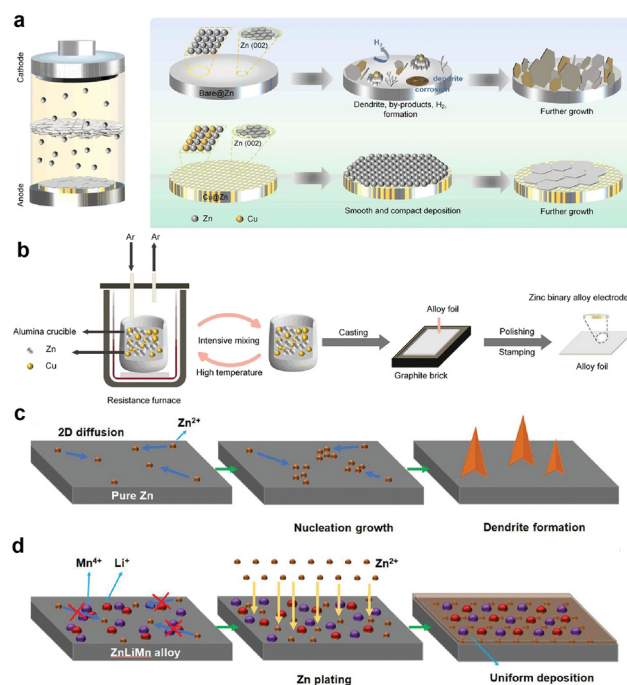 a
Cathode
Anode
Zn (002)
Bare@Zn
H₂
dendrite
corrosion
Dendrite, by-products, H₂,
formation
Further growth
Zn (002)
Cu@Zn
Smooth and compact deposition
Further growth
Zn
Cu
b
Ar
Ar
Alumina crucible
Zn
Cu
Resistance furnace
Intensive mixing
High temperature
Casting
Alloy foil
Graphite brick
Polishing
Stamping
Zinc binary alloy electrode
Alloy foil
c
2D diffusion
Zn²⁺
Pure Zn
Nucleation growth
Dendrite formation
d
Mn⁴⁺
Li⁺
Zn²⁺
ZnLiMn alloy
Zn plating
Uniform deposition